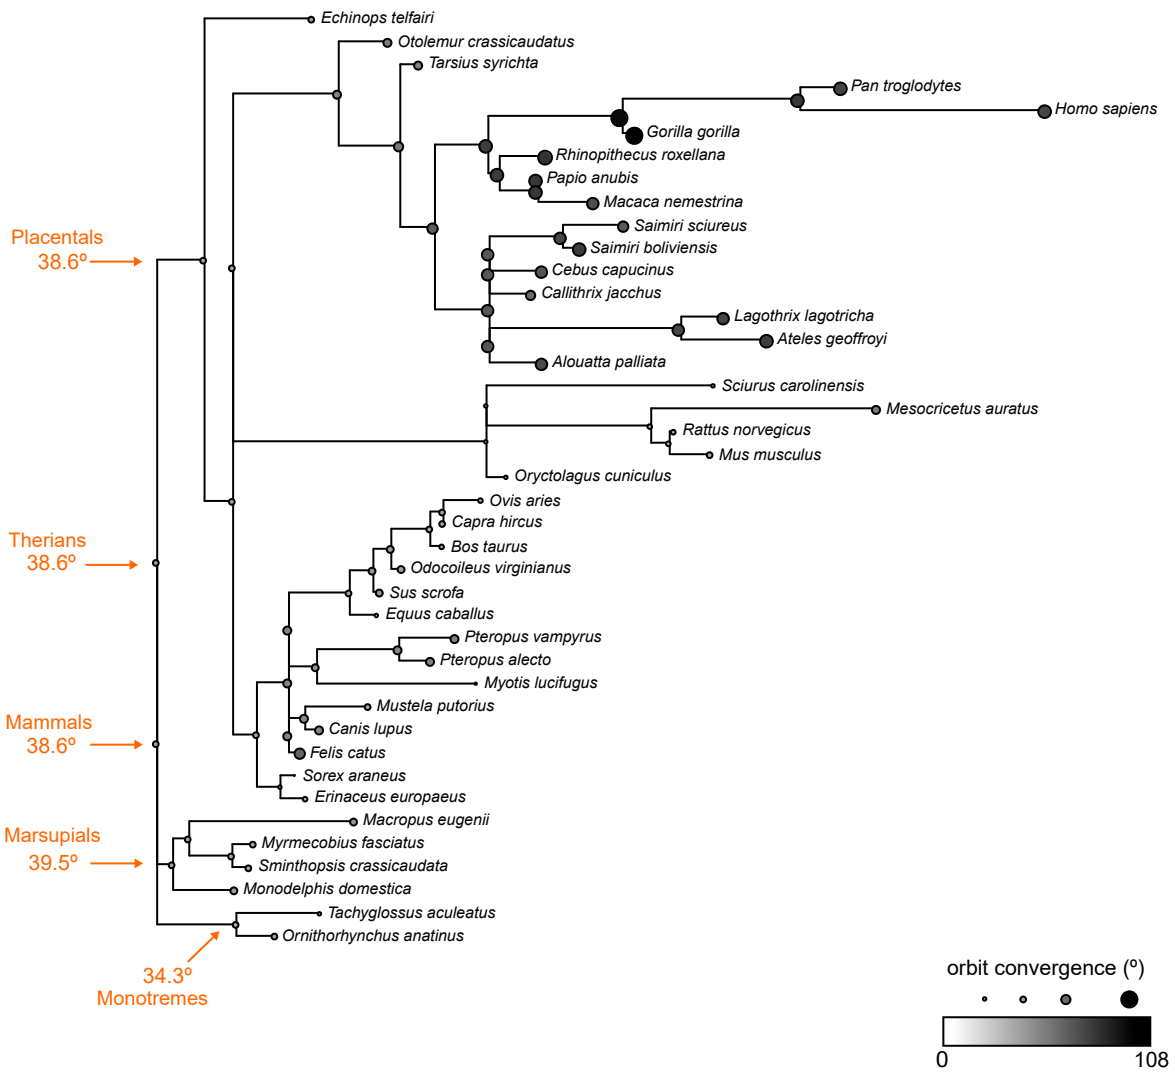 Echinops telfairi
Otolemur crassicaudatus
Tarsius syrichta
Pan troglodytes
Homo sapiens
Gorilla gorilla
Rhinopithecus roxellana
Papio anubis
Macaca nemestrina
Saimiri sciureus
Placentals
38.6º
Saimiri boliviensis
Cebus capucinus
Callithrix jacchus
Lagothrix lagotricha
Ateles geoffroyi
Alouatta palliata
Sciurus carolinensis
Mesocricetus auratus
Rattus norvegicus
Mus musculus
Oryctolagus cuniculus
Ovis aries
Capra hircus
Therians
38.6º
Bos taurus
Odocoileus virginianus
Sus scrofa
Equus caballus
Pteropus vampyrus
Pteropus alecto
Myotis lucifugus
Mustela putorius
Mammals
38.6º
Canis lupus
Felis catus
Sorex araneus
Erinaceus europaeus
Macropus eugenii
Marsupials
39.5º
Myrmecobius fasciatus
Sminthopsis crassicaudata
Monodelphis domestica
Tachyglossus aculeatus
Ornithorhynchus anatinus
34.3º
Monotremes
orbit convergence (º)
0 108